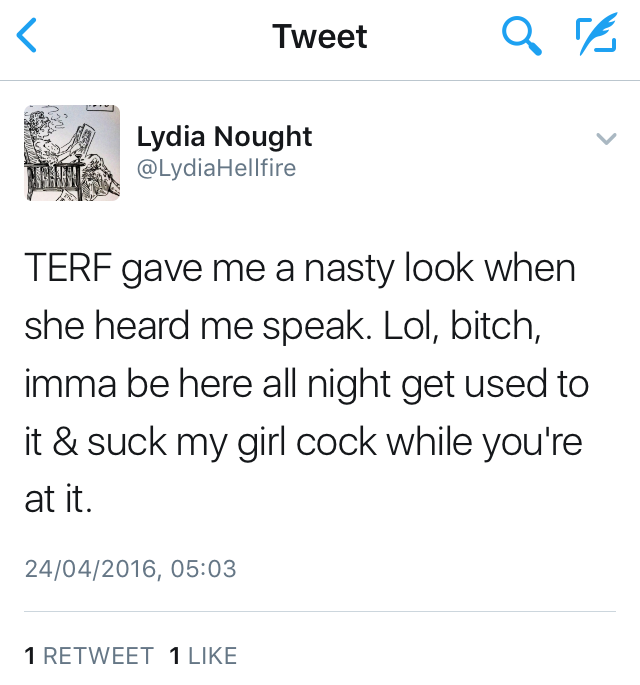 Tweet
Lydia Nought
@LydiaHellfire
TERF gave me a nasty look when
she heard me speak. Lol, bitch,
imma be here all night get used to
it & suck my girl cock while you're
at it.
24/04/2016, 05:03
1 RETWEET 1 LIKE